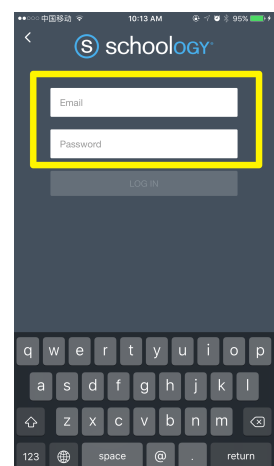 中国移动 10:13 AM 95%
S schoology
Email
Password
LOG IN
q w e r t y u i o p
a s d f g h j k l
z x c v b n m
123 space @ . return